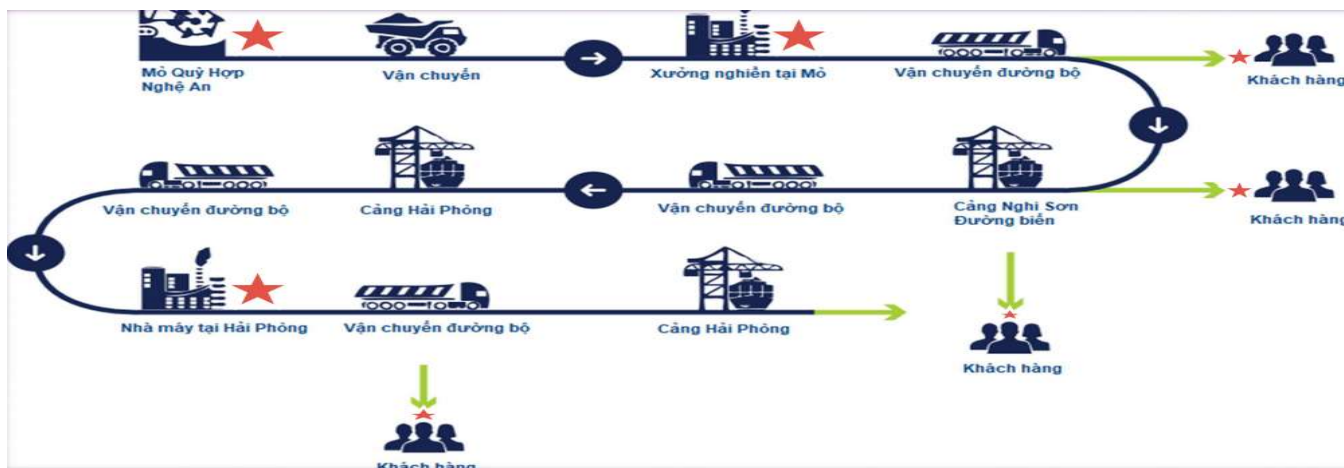 Mỏ Quỳ Hợp
Nghệ An
Vận chuyển
Xưởng nghiền tại Mỏ
Vận chuyển đường bộ
Khách hàng
Vận chuyển đường bộ
Cảng Hải Phòng
Vận chuyển đường bộ
Cảng Nghi Sơn
Đường biển
Khách hàng
Nhà máy tại Hải Phòng
Vận chuyển đường bộ
Cảng Hải Phòng
Khách hàng
Khách hàng